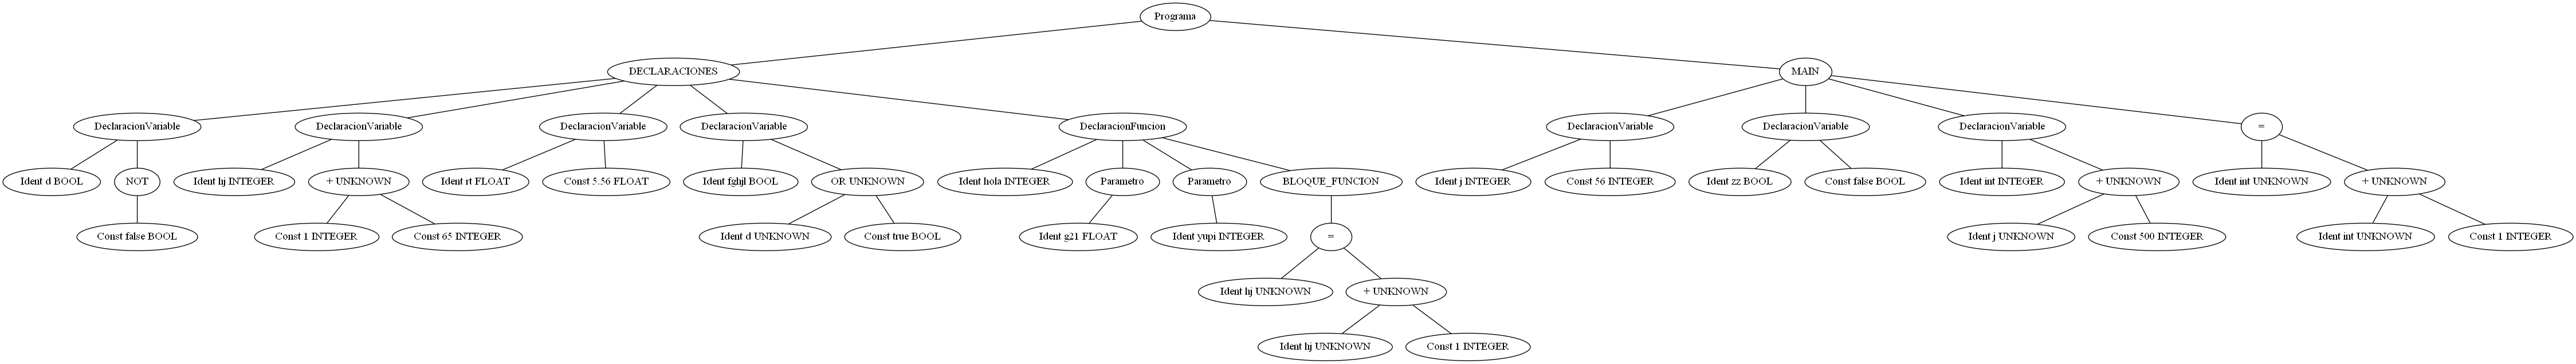 Programa
DECLARACIONES
MAIN
DeclaracionVariable
DeclaracionVariable
DeclaracionVariable
DeclaracionVariable
DeclaracionFuncion
DeclaracionVariable
DeclaracionVariable
DeclaracionVariable
=
Ident d BOOL
NOT
Ident hj INTEGER
+ UNKNOWN
Ident rt FLOAT
Const 5.56 FLOAT
Ident fghjl BOOL
OR UNKNOWN
Ident hola INTEGER
Parametro
Parametro
BLOQUE_FUNCION
Ident j INTEGER
Const 56 INTEGER
Ident zz BOOL
Const false BOOL
Ident int INTEGER
+ UNKNOWN
Ident int UNKNOWN
+ UNKNOWN
Const false BOOL
Const 1 INTEGER
Const 65 INTEGER
Ident d UNKNOWN
Const true BOOL
Ident g21 FLOAT
Ident yupi INTEGER
=
Ident j UNKNOWN
Const 500 INTEGER
Ident int UNKNOWN
Const 1 INTEGER
Ident hj UNKNOWN
+ UNKNOWN
Ident hj UNKNOWN
Const 1 INTEGER